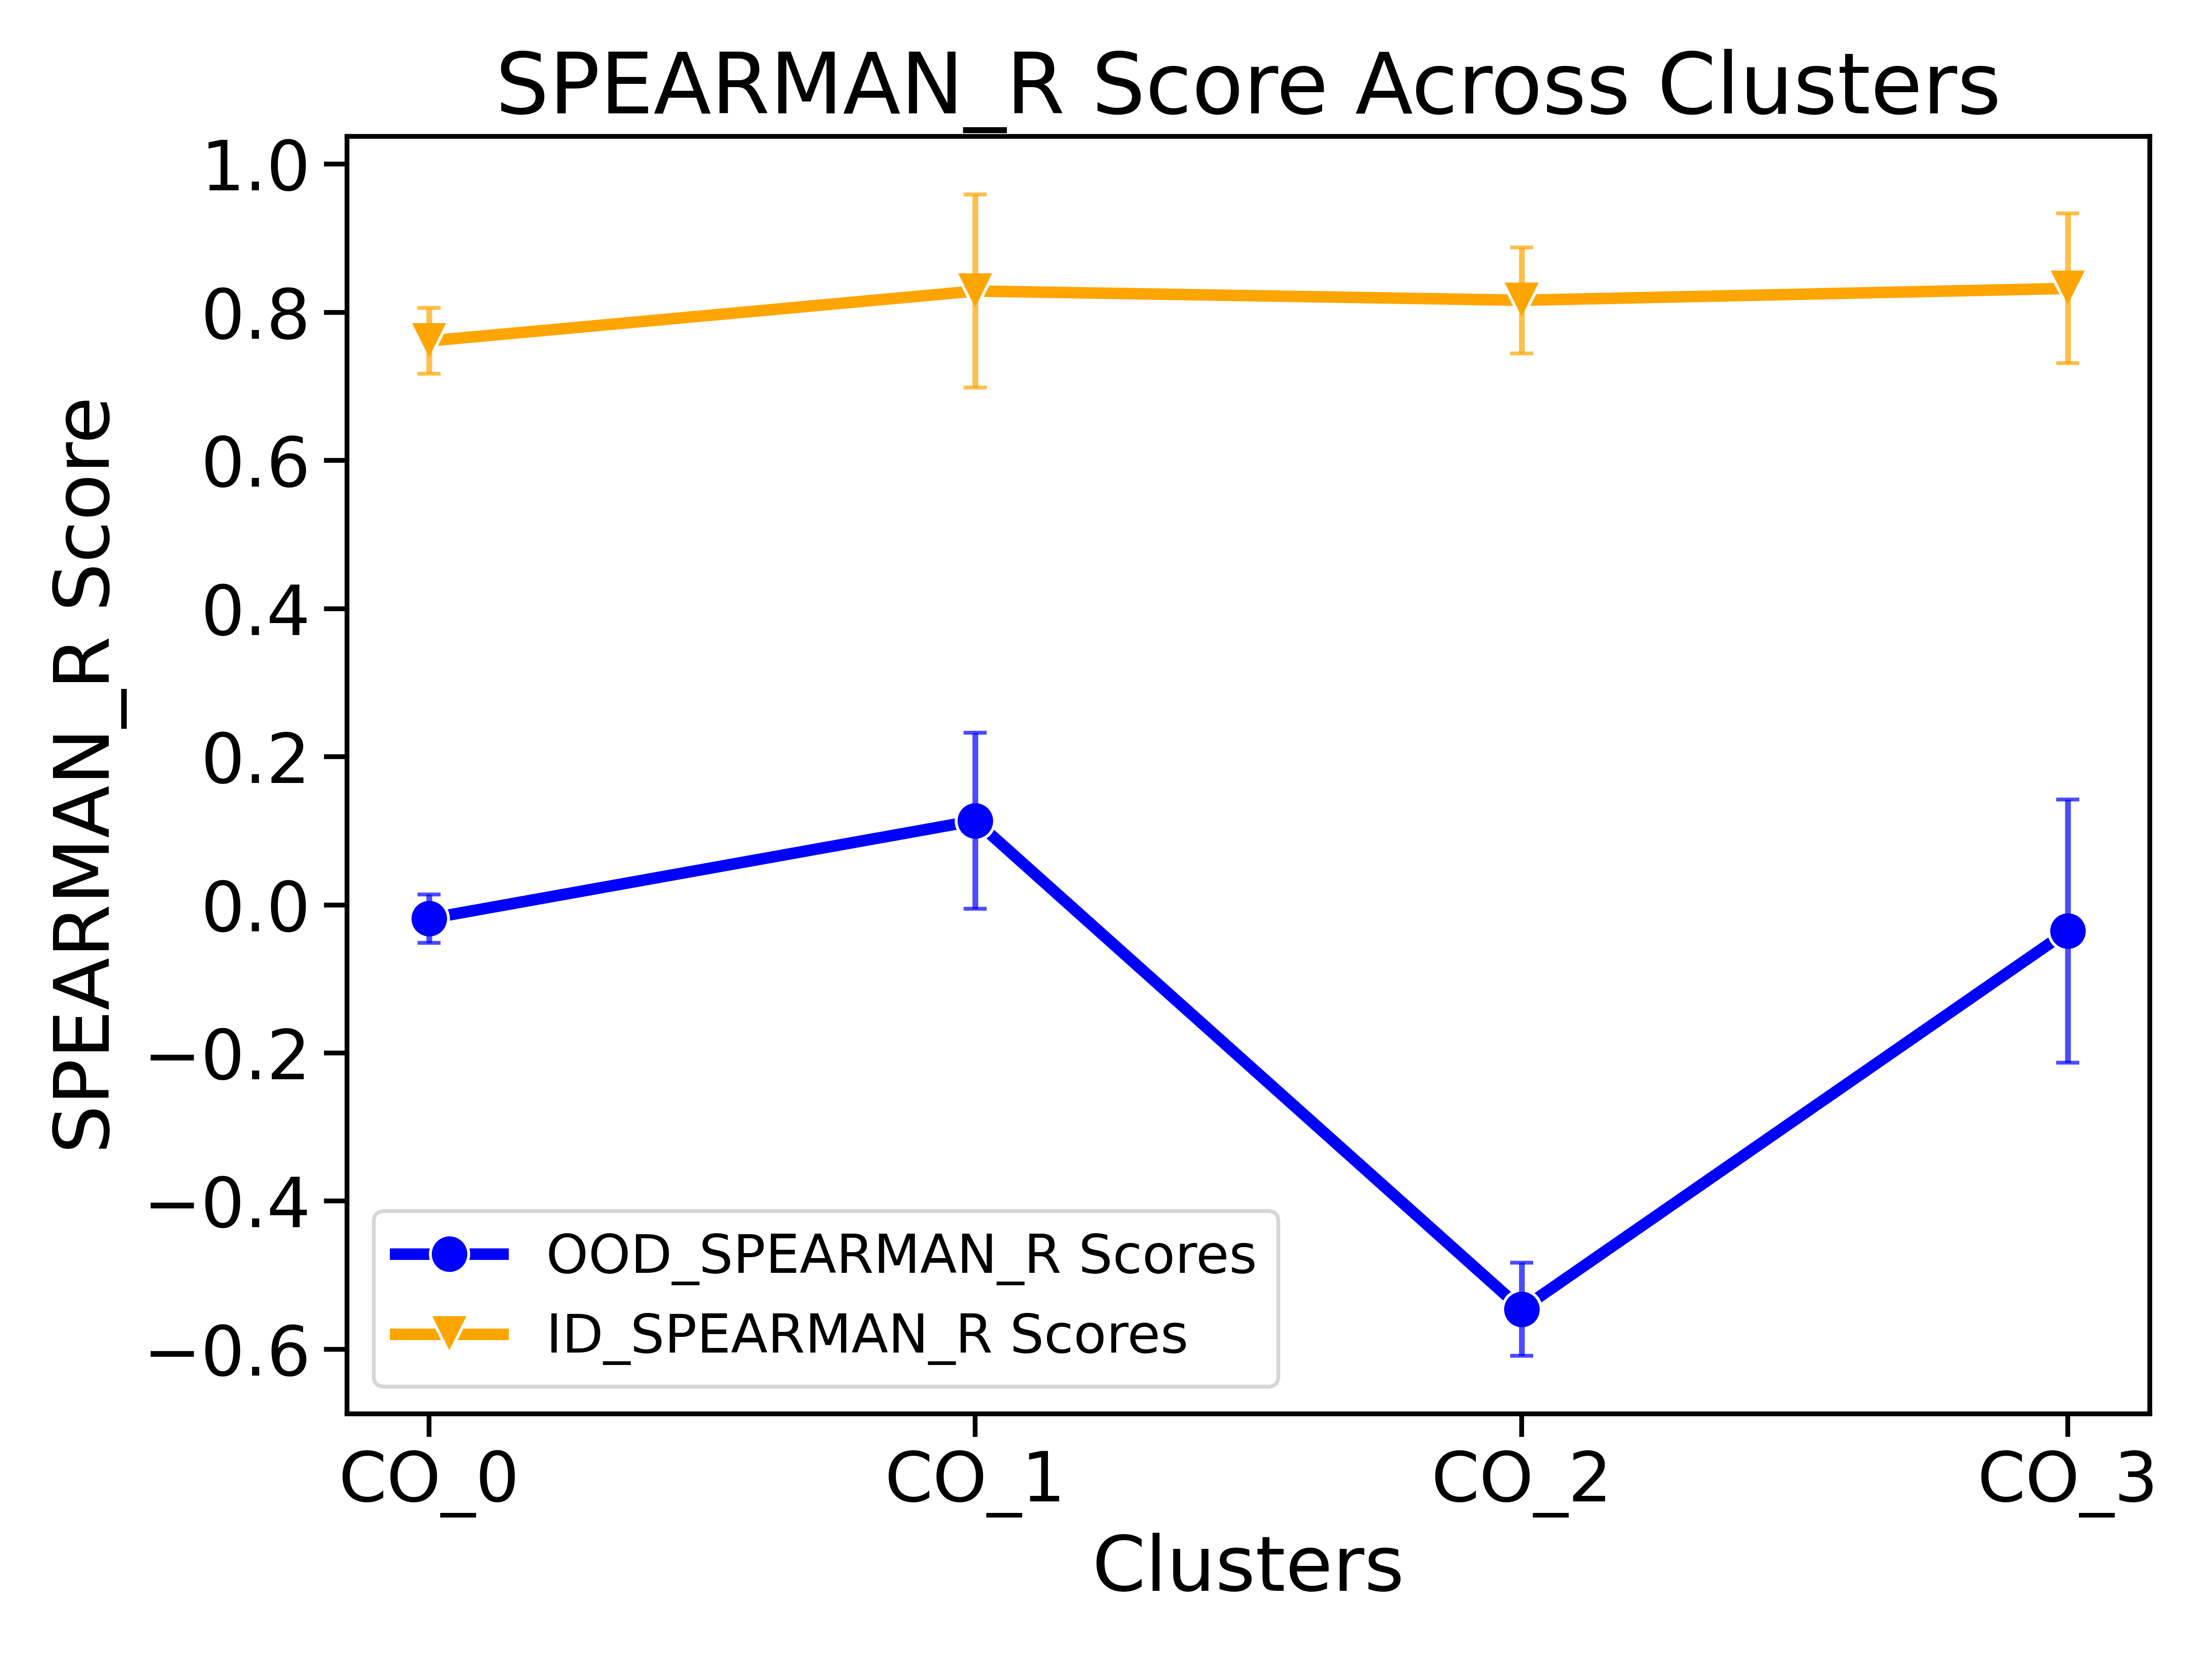 SPEARMAN_R Score Across Clusters
SPEARMAN_R Score
1.0
0.8
0.6
0.4
0.2
0.0
−0.2
−0.4
−0.6
OOD_SPEARMAN_R Scores
ID_SPEARMAN_R Scores
CO_0 CO_1 CO_2 CO_3
Clusters